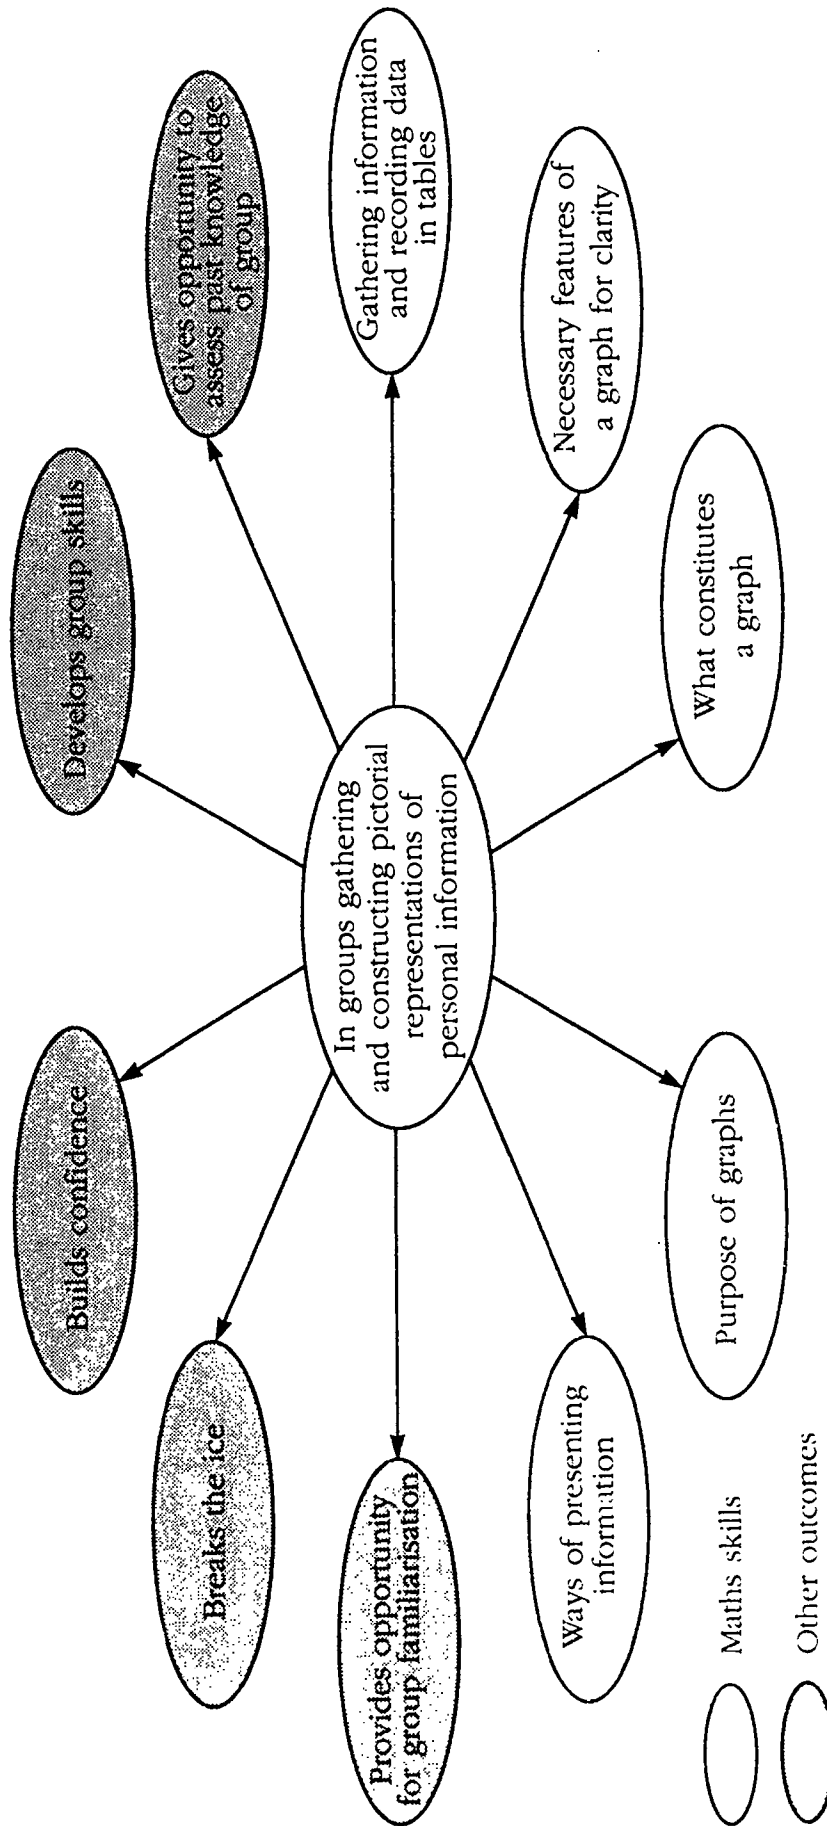 Builds confidence
Develops group skills
Breaks the ice
Gives opportunity to
assess past knowledge
of group
Provides opportunity
for group familiarisation
In groups gathering
and constructing pictorial
representations of
personal information
Gathering information
and recording data
in tables
Ways of presenting
information
Necessary features of
a graph for clarity
Purpose of graphs
What constitutes
a graph
Maths skills
Other outcomes